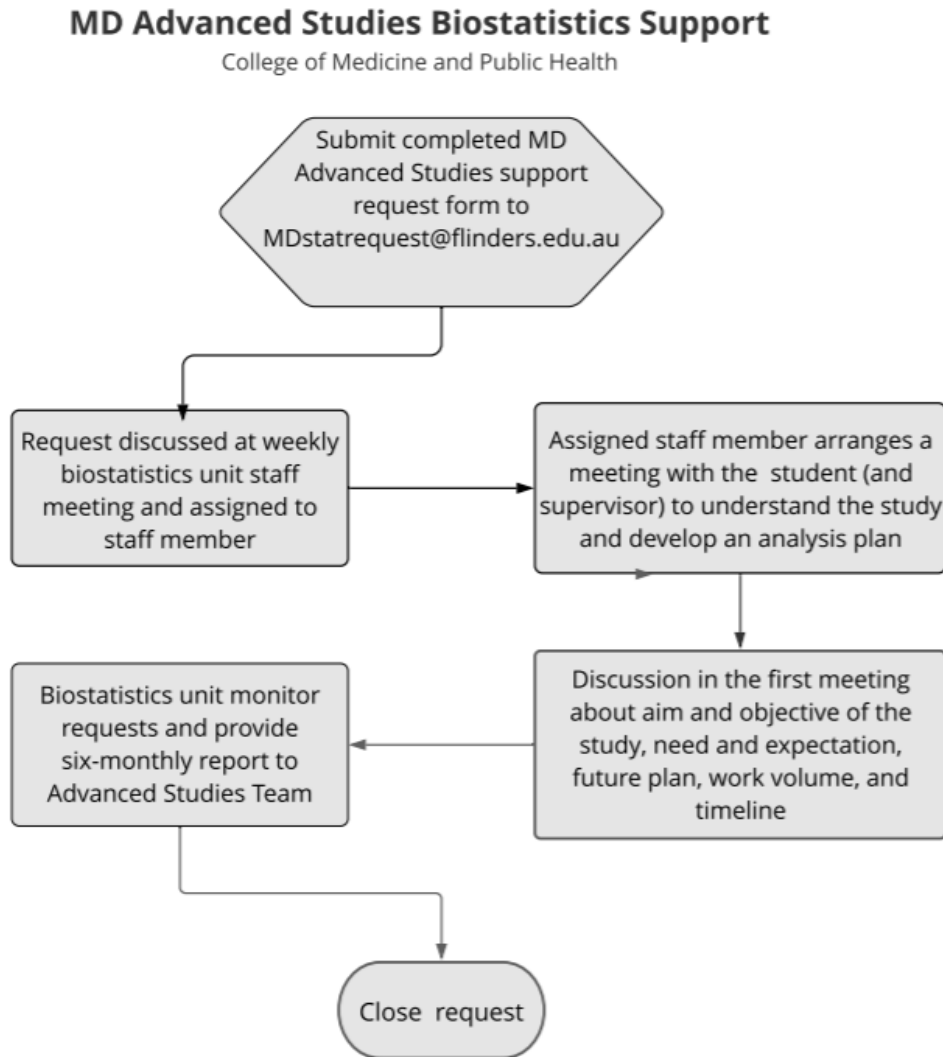 MD Advanced Studies Biostatistics Support
College of Medicine and Public Health
Submit completed MD
Advanced Studies support
request form to
MDstatrequest@flinders.edu.au
Request discussed at weekly
biostatistics unit staff
meeting and assigned to
staff member
Assigned staff member arranges a
meeting with the student (and
supervisor) to understand the study
and develop an analysis plan
Discussion in the first meeting
about aim and objective of the
study, need and expectation,
future plan, work volume, and
timeline
Biostatistics unit monitor
requests and provide
six-monthly report to
Advanced Studies Team
Close request